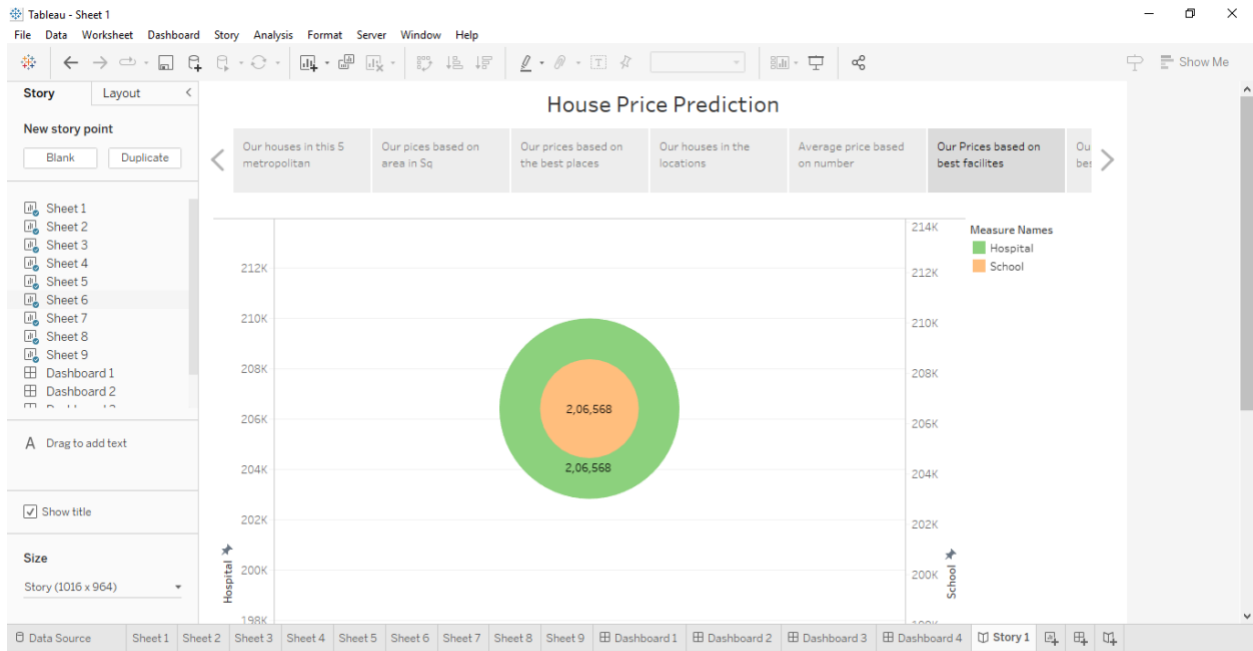 Tableau - Sheet 1
File Data Worksheet Dashboard Story Analysis Format Server Window Help
Show Me
Story Layout
New story point
Blank Duplicate
Sheet 1
Sheet 2
Sheet 3
Sheet 4
Sheet 5
Sheet 6
Sheet 7
Sheet 8
Sheet 9
Dashboard 1
Dashboard 2
A Drag to add text
Show title
Size
Story (1016 x 964)
House Price Prediction
Our houses in this 5
metropolitan
Our pices based on
area in Sq
Our prices based on
the best places
Our houses in the
locations
Average price based
on number
Our Prices based on
best facilites
Ou
bes
212K
210K
208K
206K
204K
202K
200K
198K
Hospital
2,06,568
2,06,568
214K
212K
210K
208K
206K
204K
202K
200K
School
Measure Names
Hospital
School
Data Source Sheet 1 Sheet 2 Sheet 3 Sheet 4 Sheet 5 Sheet 6 Sheet 7 Sheet 8 Sheet 9 Dashboard 1 Dashboard 2 Dashboard 3 Dashboard 4 Story 1